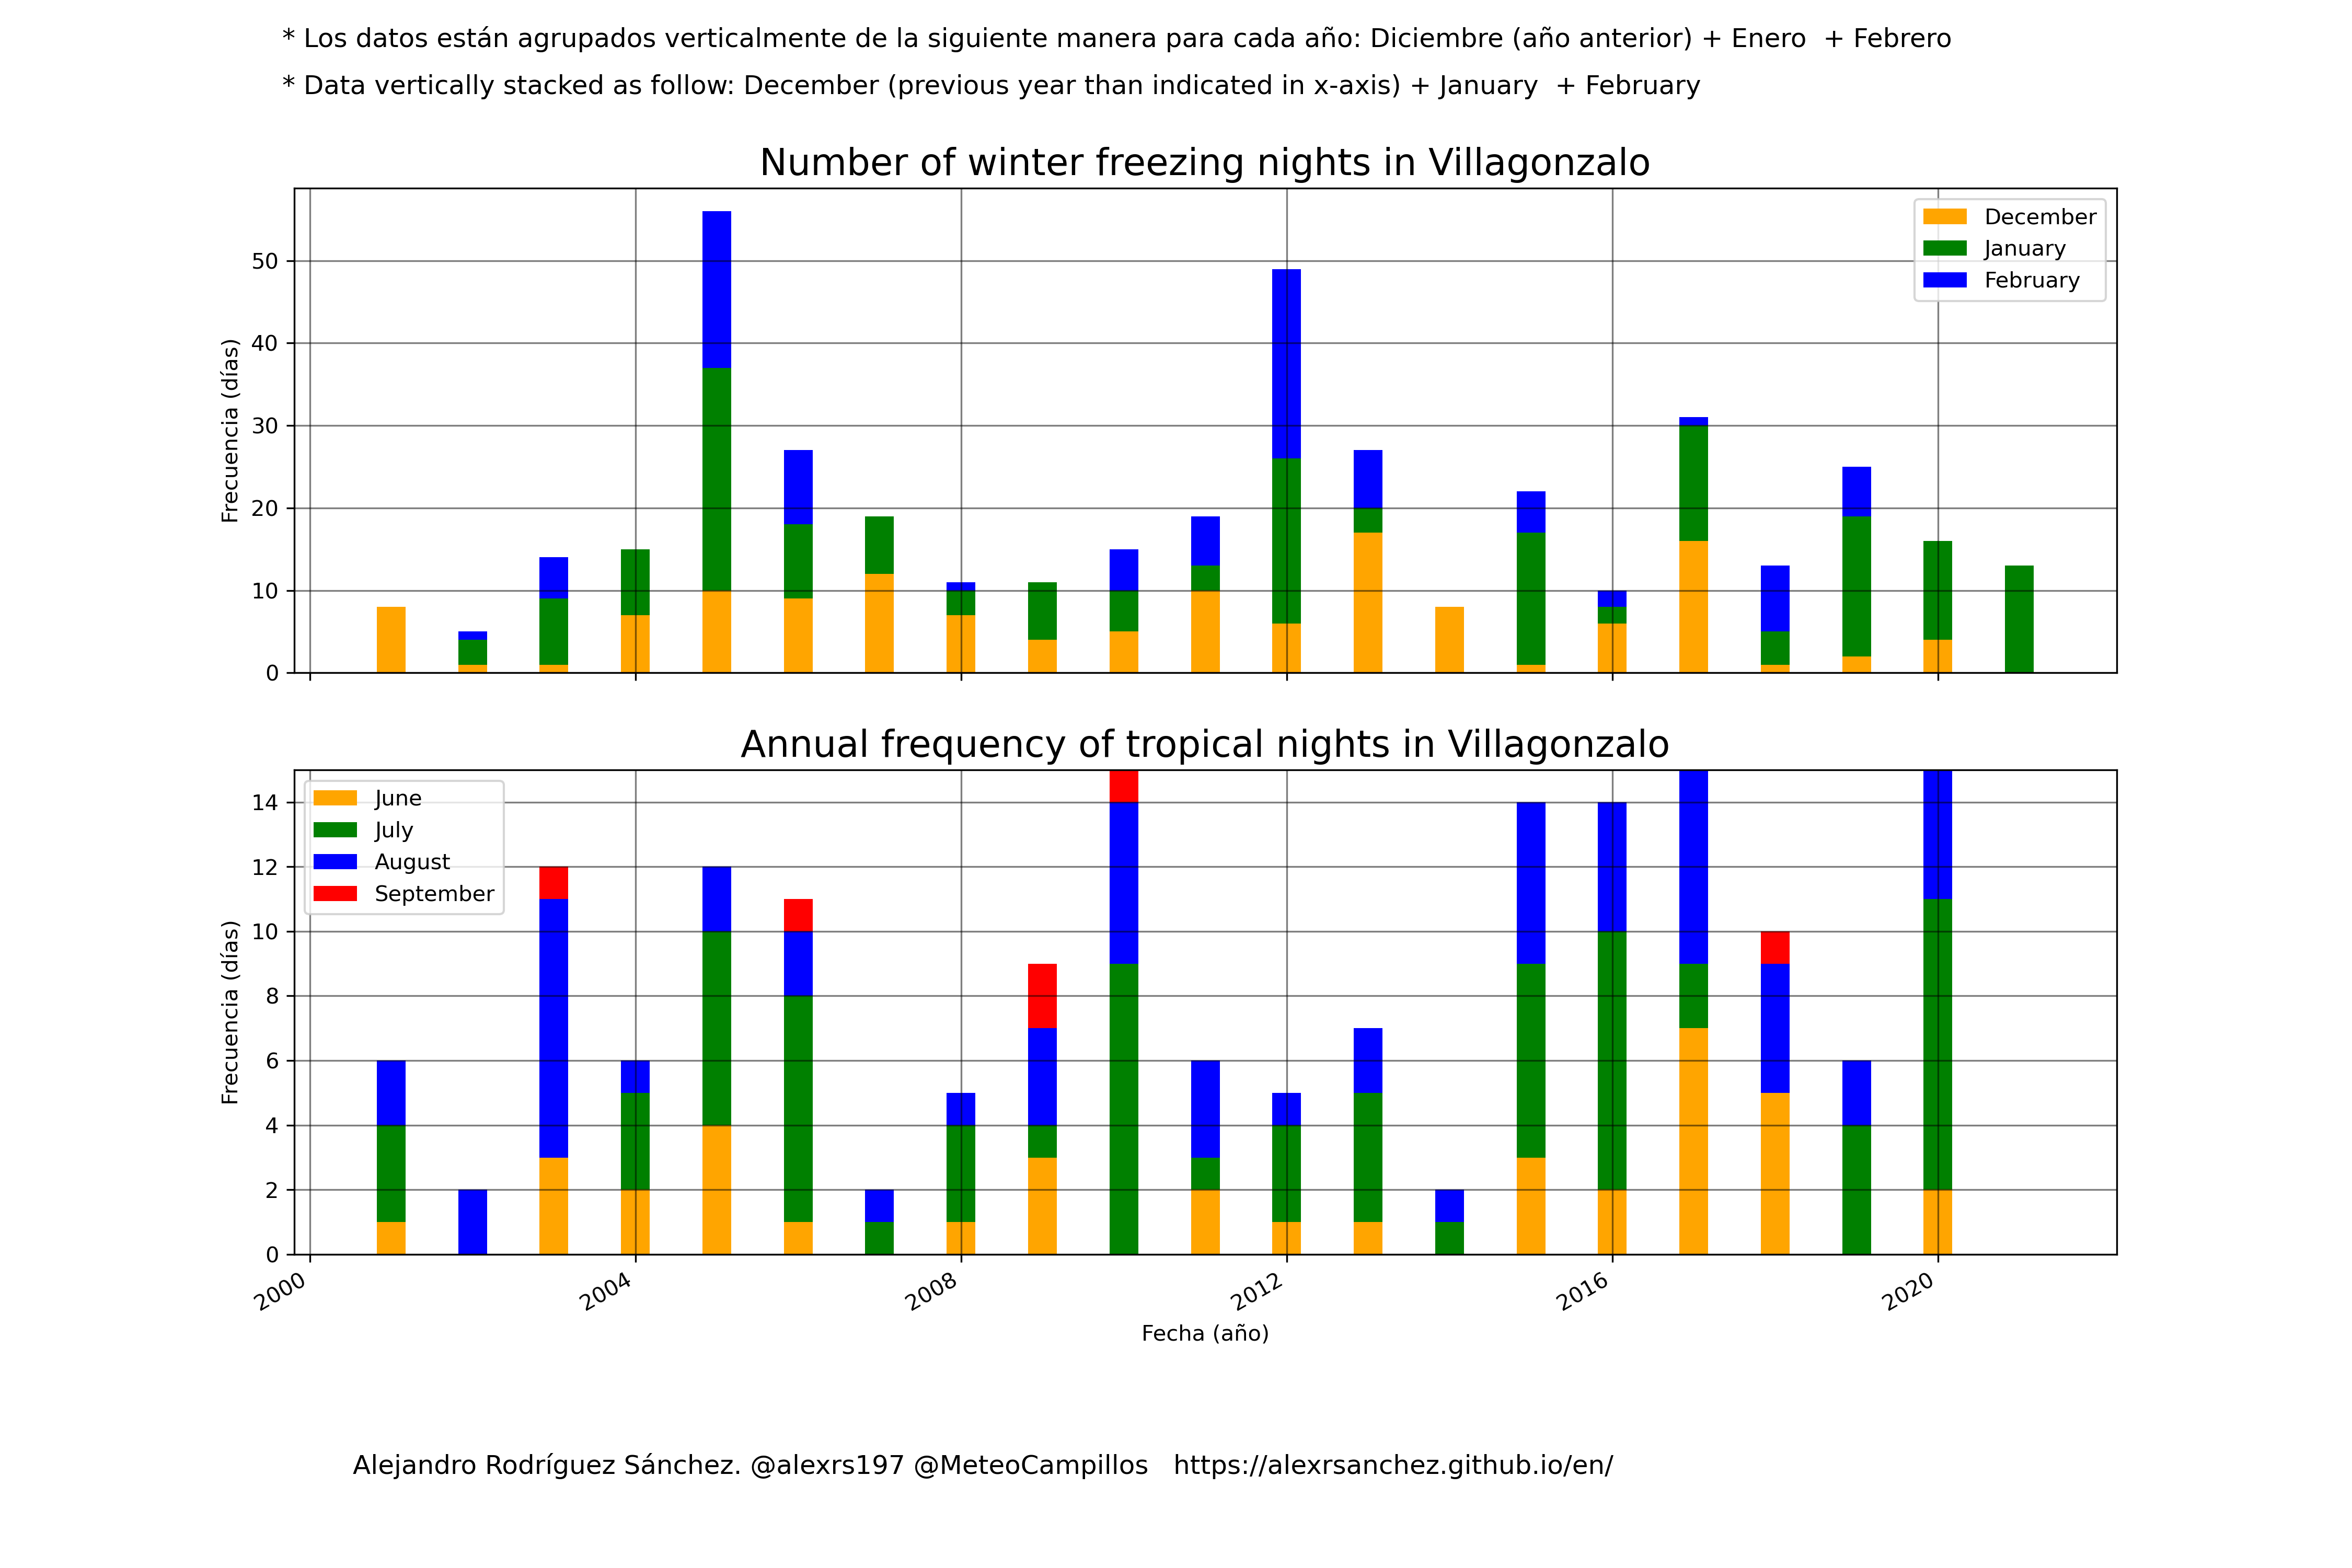 * Los datos están agrupados verticalmente de la siguiente manera para cada año: Diciembre (año anterior) + Enero  + Febrero
* Data vertically stacked as follow: December (previous year than indicated in x-axis) + January  + February
Number of winter freezing nights in Villagonzalo
December
January
February
Frecuencia (días)
50
40
30
20
10
0
Annual frequency of tropical nights in Villagonzalo
June
July
August
September
Frecuencia (días)
14
12
10
8
6
4
2
0
2000 2004 2008 2012 2016 2020
Fecha (año)
Alejandro Rodríguez Sánchez. @alexrs197 @MeteoCampillos   https://alexrsanchez.github.io/en/